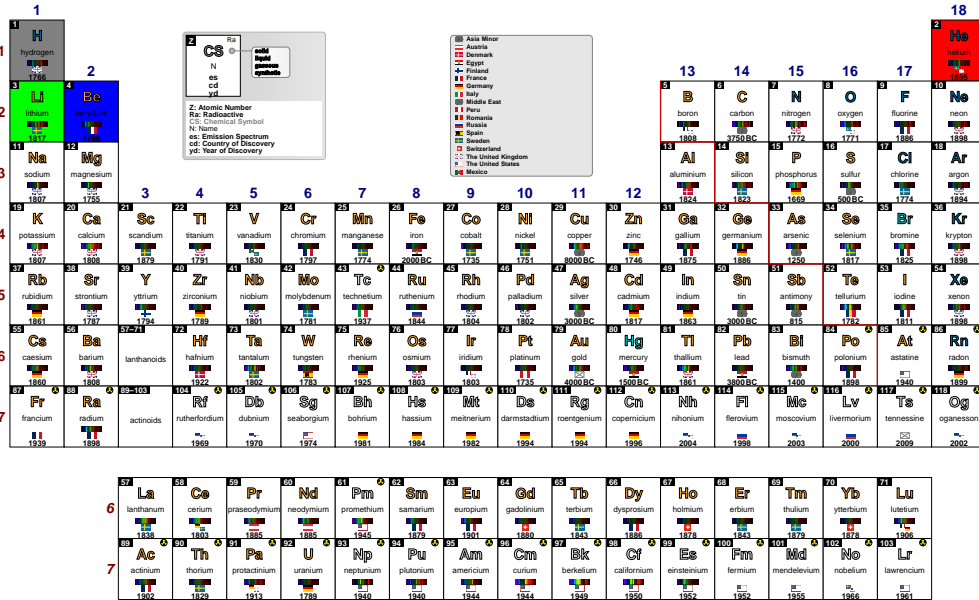 1 18
Z Ra
CS
N
es
cd
yd
solid
liquid
gaseous
synthetic
Z: Atomic Number
Ra: Radioactive
CS: Chemical Symbol
N: Name
es: Emission Spectrum
cd: Country of Discovery
yd: Year of Discovery
Asia Minor
Austria
Denmark
Egypt
Finland
France
Germany
Italy
Middle East
Peru
Romania
Russia
Spain
Sweden
Switzerland
The United Kingdom
The United States
Mexico
1 2
H He
hydrogen helium
1766 1895
2 13 14 15 16 17
3 4 5 6 7 8 9 10
Li Be B C N O F Ne
lithium beryllium boron carbon nitrogen oxygen fluorine neon
1817 1808 3750 BC 1772 1771 1886 1898
11 12 13 14 15 16 17 18
Na Mg Al Si P S Cl Ar
sodium magnesium aluminium silicon phosphorus sulfur chlorine argon
1807 1755 1824 1823 1669 500 BC 1774 1894
3 4 5 6 7 8 9 10 11 12
19 20 21 22 23 24 25 26 27 28 29 30 31 32 33 34 35 36
K Ca Sc Ti V Cr Mn Fe Co Ni Cu Zn Ga Ge As Se Br Kr
potassium calcium scandium titanium vanadium chromium manganese iron cobalt nickel copper zinc gallium germanium arsenic selenium bromine krypton
1807 1808 1879 1791 1830 1797 1774 2000 BC 1735 1751 8000 BC 1746 1875 1886 1250 1817 1825 1898
37 38 39 40 41 42 43 44 45 46 47 48 49 50 51 52 53 54
Rb Sr Y Zr Nb Mo Tc Ru Rh Pd Ag Cd In Sn Sb Te I Xe
rubidium strontium yttrium zirconium niobium molybdenum technetium ruthenium rhodium palladium silver cadmium indium tin antimony tellurium iodine xenon
1861 1787 1794 1789 1801 1781 1937 1844 1804 1802 3000 BC 1817 1863 3000 BC 815 1782 1811 1898
55 56 57–71 72 73 74 75 76 77 78 79 80 81 82 83 84 85 86
Cs Ba Hf Ta W Re Os Ir Pt Au Hg Tl Pb Bi Po At Rn
caesium barium lanthanoids hafnium tantalum tungsten rhenium osmium iridium platinum gold mercury thallium lead bismuth polonium astatine radon
1860 1808 1922 1802 1783 1925 1803 1803 1735 4000 BC 1500 BC 1861 3800 BC 1400 1898 1940 1899
87 88 89–103 104 105 106 107 108 109 110 111 112 113 114 115 116 117 118
Fr Ra Rf Db Sg Bh Hs Mt Ds Rg Cn Nh Fl Mc Lv Ts Og
francium radium actinoids rutherfordium dubnium seaborgium bohrium hassium meitnerium darmstadtium roentgenium copernicium nihonium flerovium moscovium livermorium tennessine oganesson
1939 1898 1969 1970 1974 1981 1984 1982 1994 1994 1996 2004 1998 2003 2000 2009 2002
57 58 59 60 61 62 63 64 65 66 67 68 69 70 71
6 La Ce Pr Nd Pm Sm Eu Gd Tb Dy Ho Er Tm Yb Lu
lanthanum cerium praseodymium neodymium promethium samarium europium gadolinium terbium dysprosium holmium erbium thulium ytterbium lutetium
1838 1803 1885 1885 1945 1879 1901 1880 1843 1886 1878 1843 1879 1878 1906
89 90 91 92 93 94 95 96 97 98 99 100 101 102 103
7 Ac Th Pa U Np Pu Am Cm Bk Cf Es Fm Md No Lr
actinium thorium protactinium uranium neptunium plutonium americium curium berkelium californium einsteinium fermium mendelevium nobelium lawrencium
1902 1829 1913 1789 1940 1940 1944 1944 1949 1950 1952 1952 1955 1966 1961